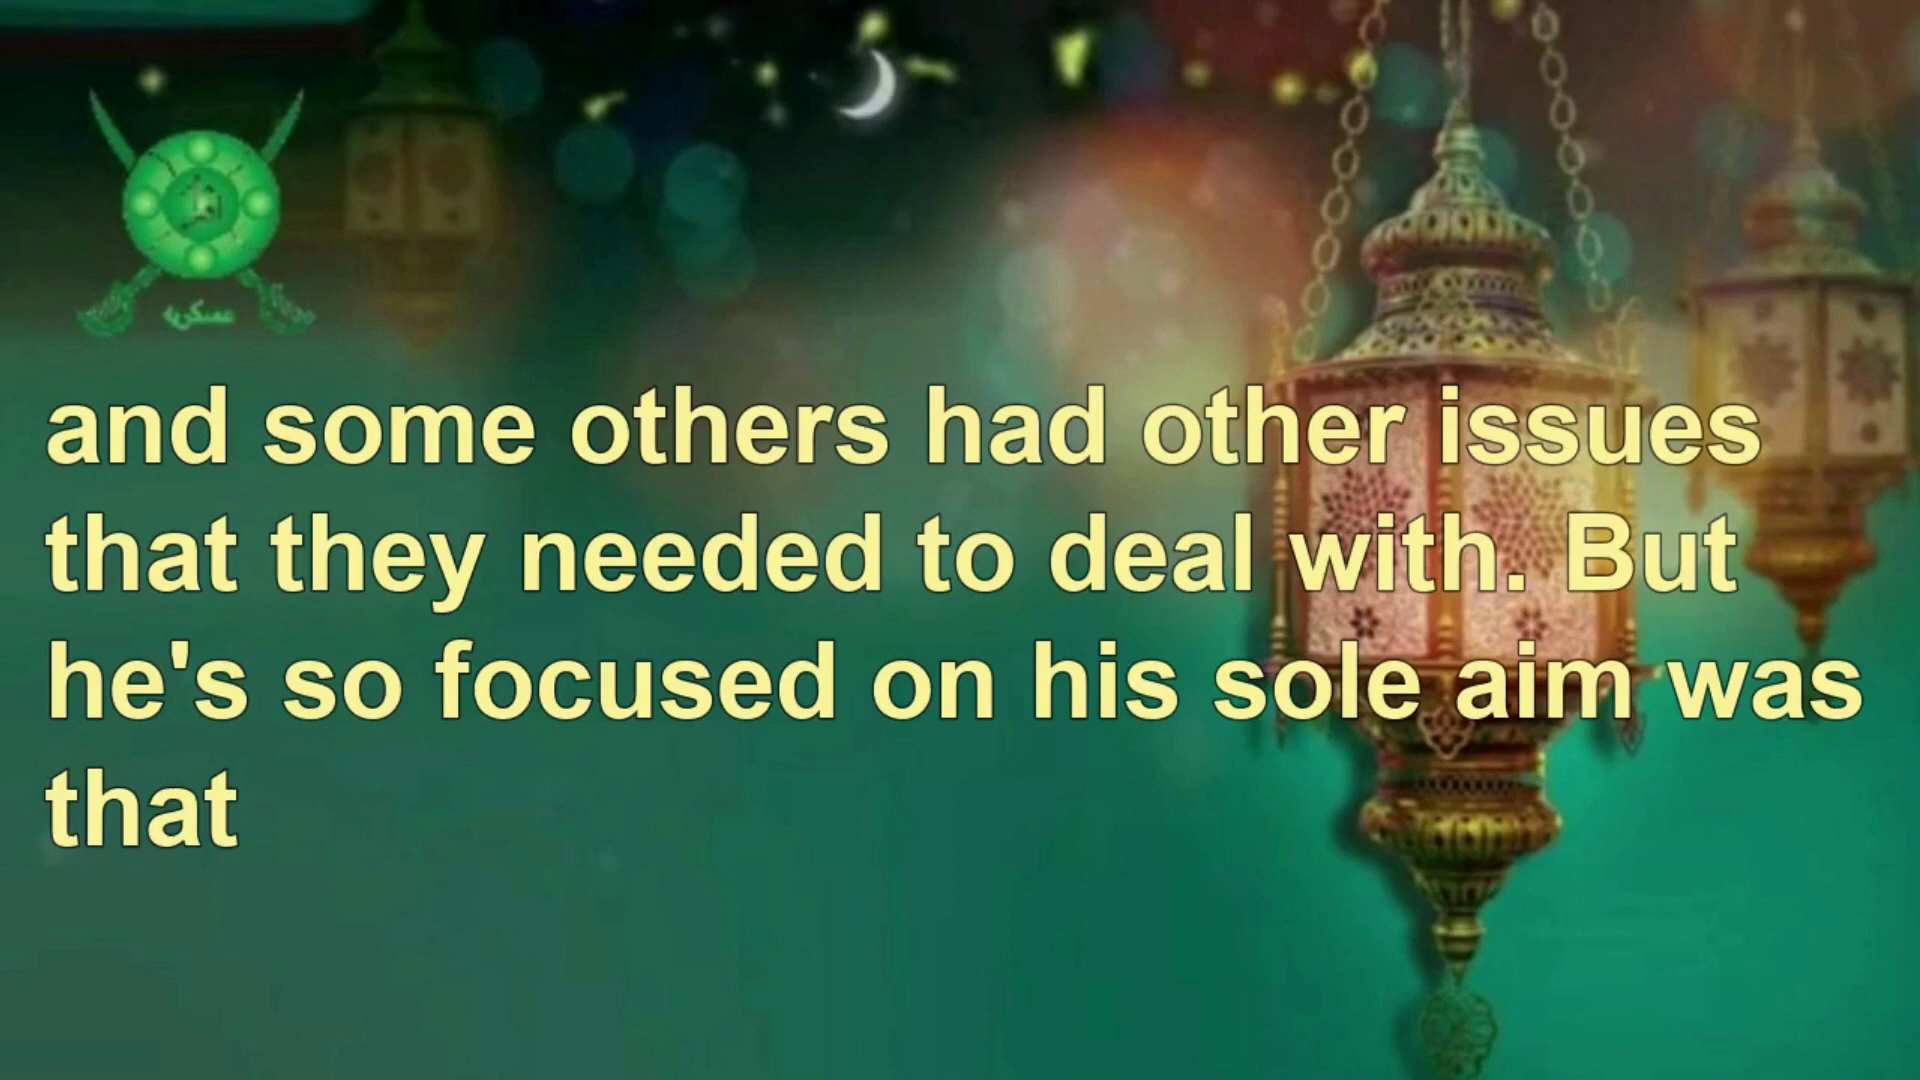 عسكريه
and some others had other issues
that they needed to deal with. But
he's so focused on his sole aim was
that